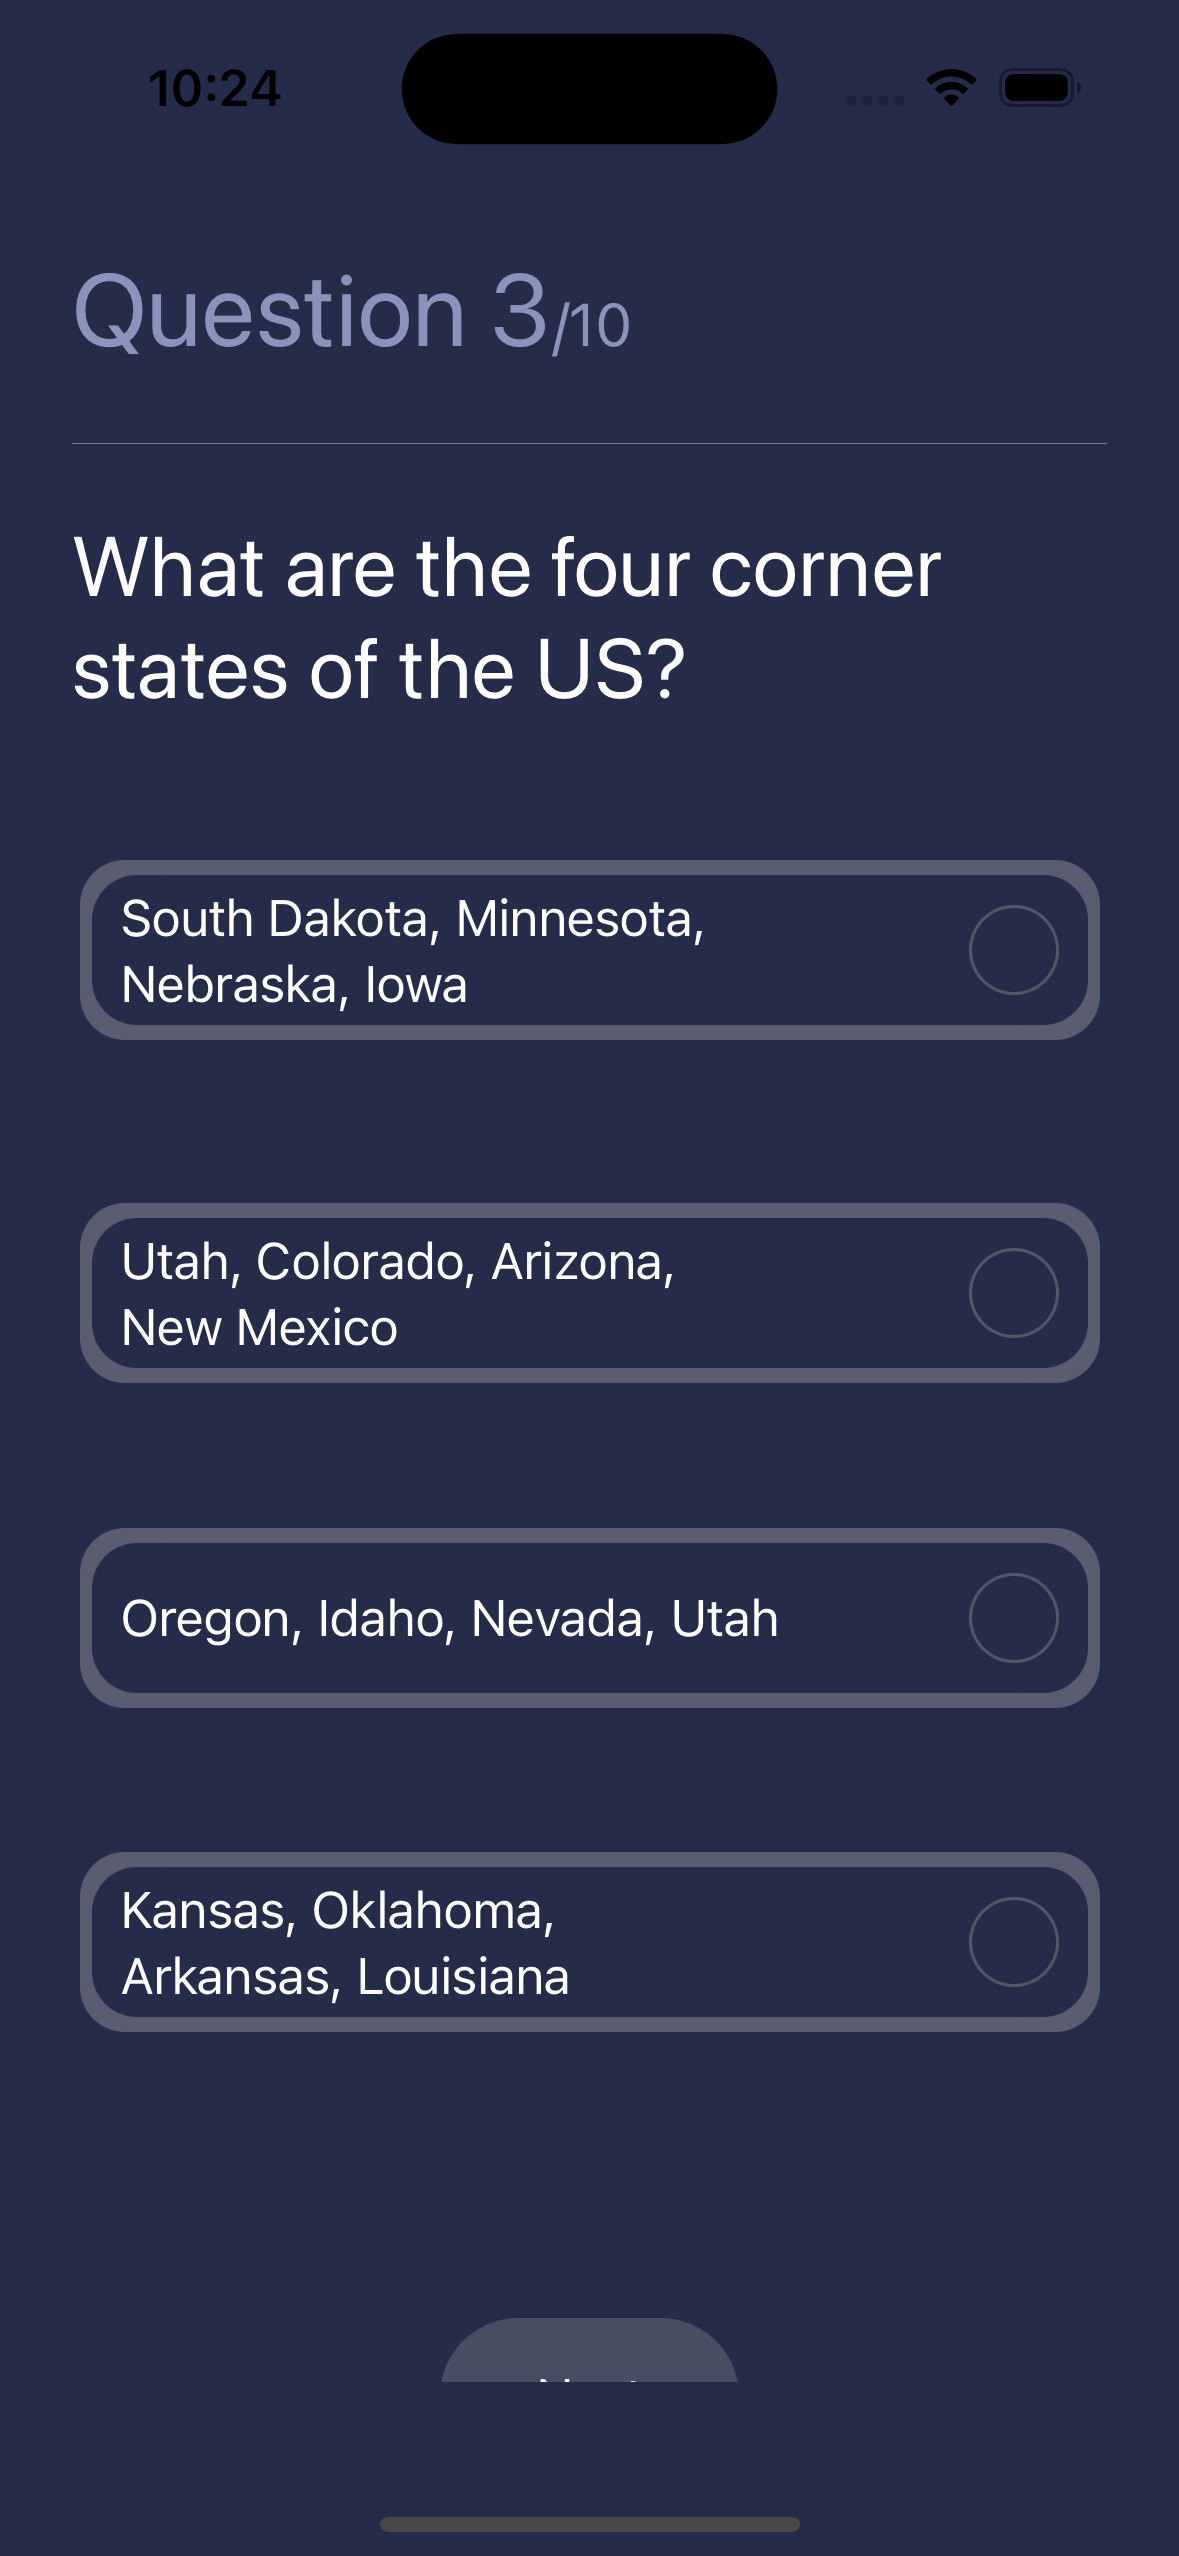 10:24
Question 3/10
What are the four corner
states of the US?
South Dakota, Minnesota,
Nebraska, Iowa
Utah, Colorado, Arizona,
New Mexico
Oregon, Idaho, Nevada, Utah
Kansas, Oklahoma,
Arkansas, Louisiana